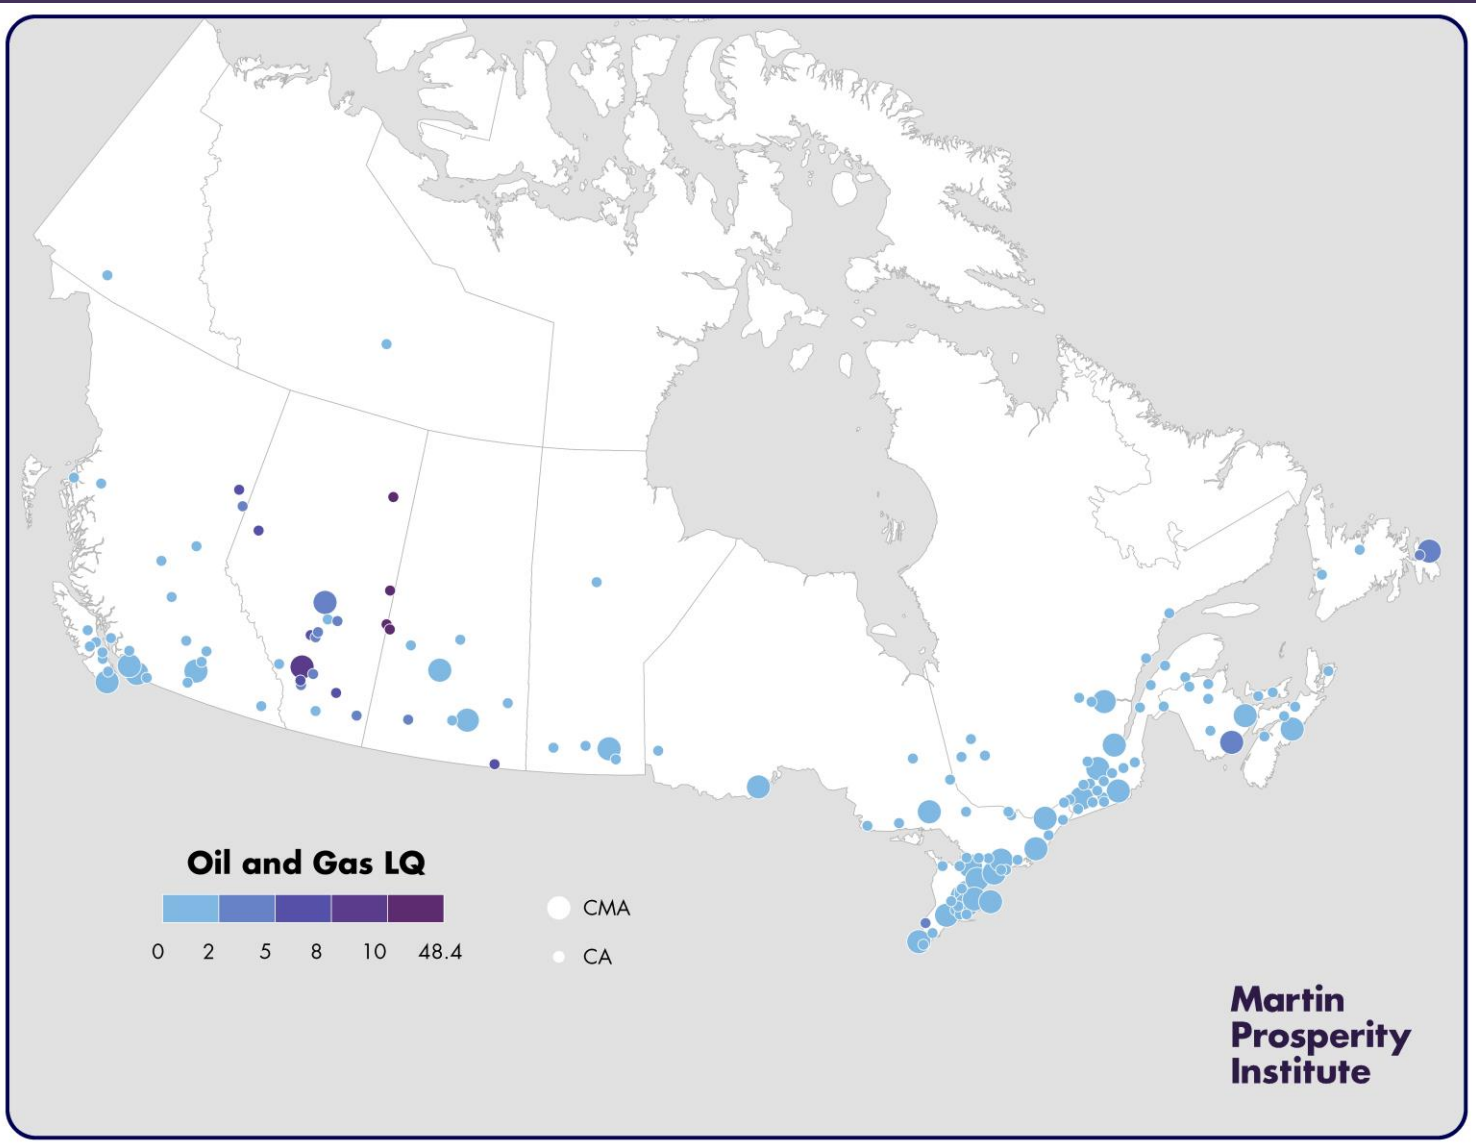 Oil and Gas LQ
0 2 5 8 10 48.4
CMA
CA
Martin
Prosperity
Institute